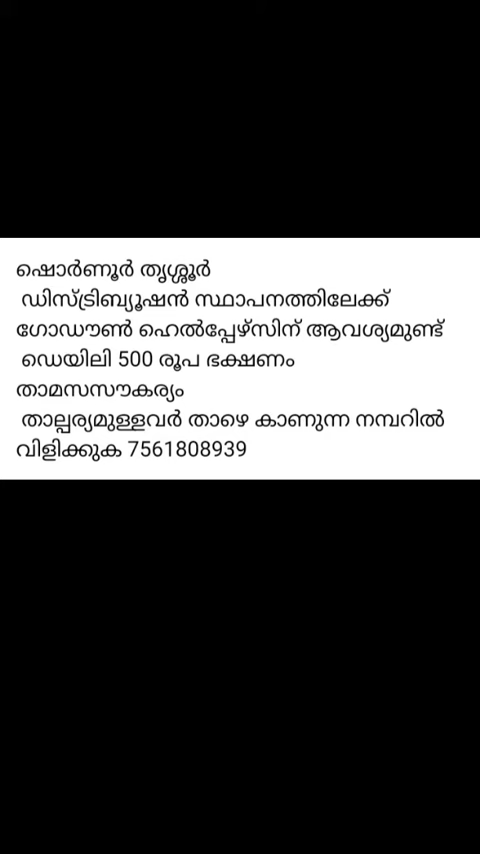 ഷൊർണൂർ തൃശ്ശൂർ
ഡിസ്ട്രിബ്യൂഷൻ സ്ഥാപനത്തിലേക്ക്
ഗോഡൗൺ ഹെൽപ്പേഴ്സിന് ആവശ്യമുണ്ട്
ഡെയിലി 500 രൂപ ഭക്ഷണം
താമസസൗകര്യം
താല്പര്യമുള്ളവർ താഴെ കാണുന്ന നമ്പറിൽ
വിളിക്കുക 7561808939